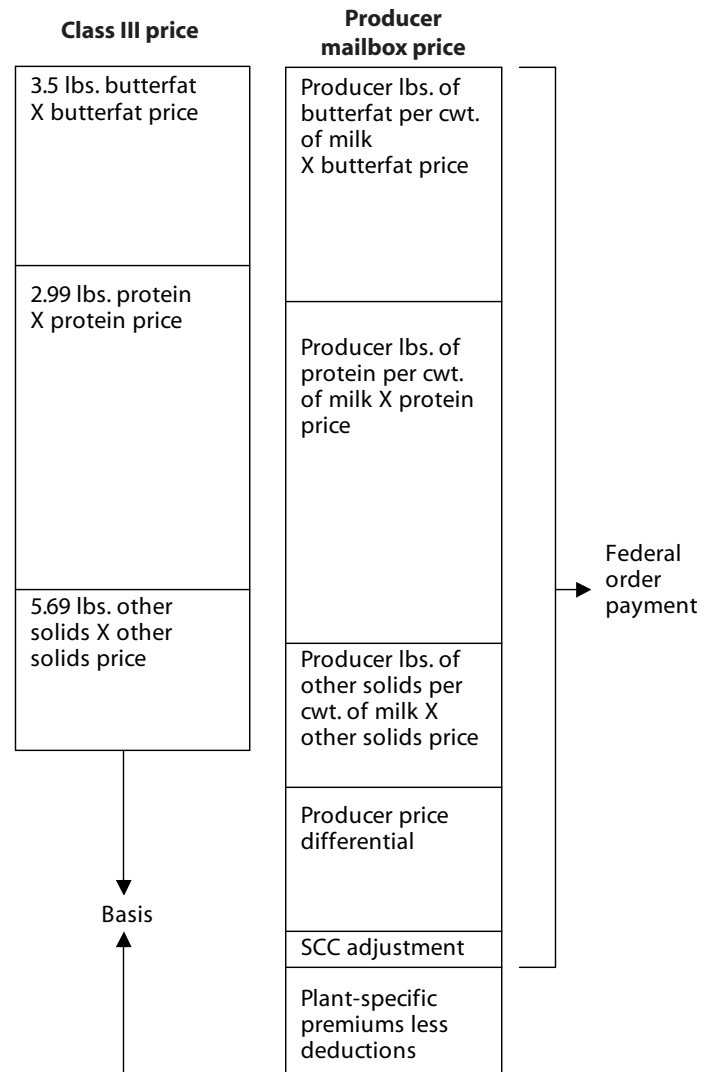 Class III price
Producer
mailbox price
3.5 lbs. butterfat
X butterfat price
2.99 lbs. protein
X protein price
5.69 lbs. other
solids X other
solids price
Basis
Producer lbs. of
butterfat per cwt.
of milk
X butterfat price
Producer lbs. of
protein per cwt.
of milk X protein
price
Producer lbs. of
other solids per
cwt. of milk X
other solids price
Producer price
differential
SCC adjustment
Plant-specific
premiums less
deductions
Federal
order
payment